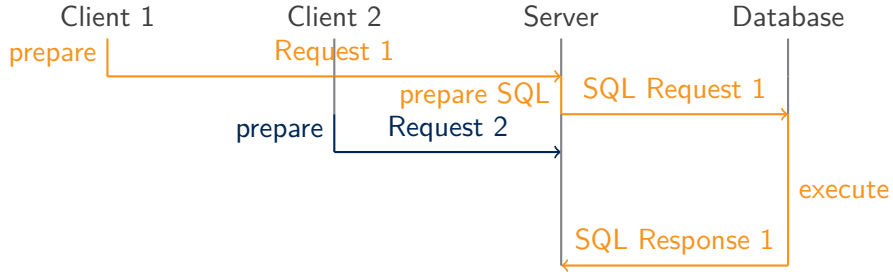 Client 1
Client 2
Server
Database
prepare
Request 1
prepare SQL
SQL Request 1
prepare
Request 2
execute
SQL Response 1